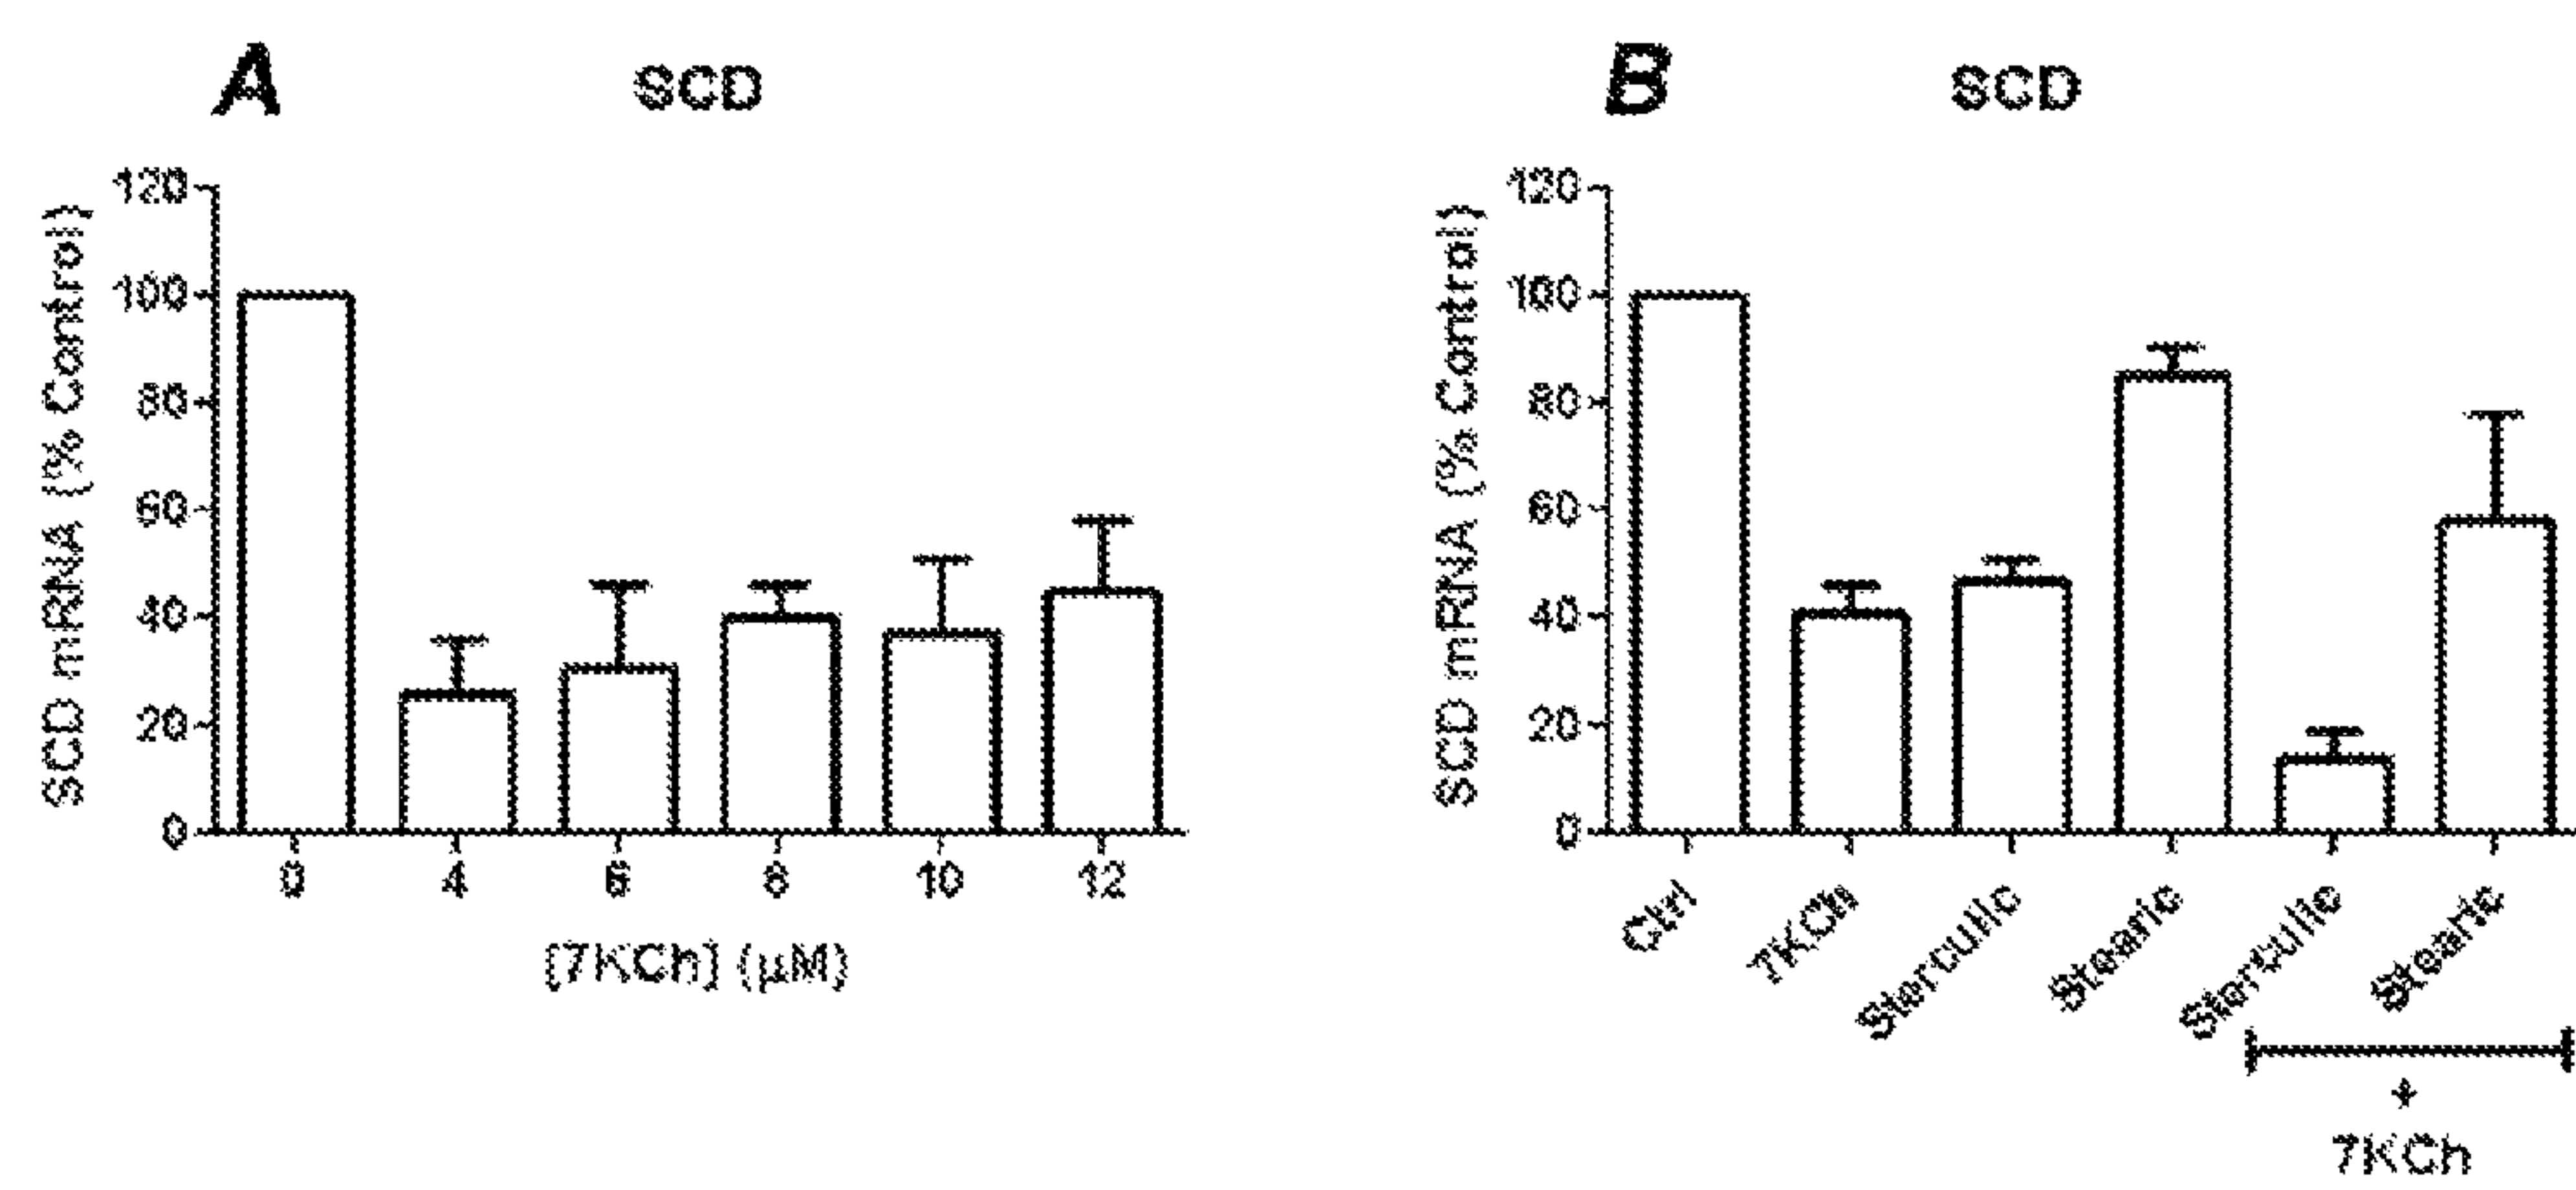 A
SCD
SCD mRNA (% Control)
120
100
80
60
40
20
0
0
4
6
8
10
12
[7KCh] (µM)
B
SCD
SCD mRNA (% Control)
120
100
80
60
40
20
0
Ctrl
7KCh
Sterculic
Stearic
Sterculic
Stearic
+
7KCh